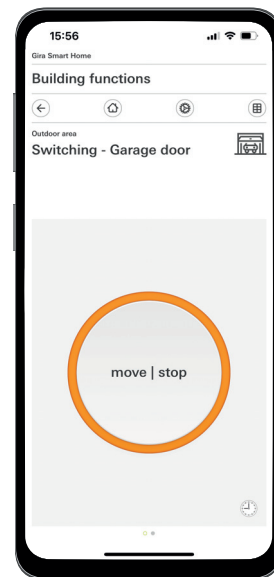 15:56
Gira Smart Home
Building functions
Outdoor area
Switching - Garage door
move | stop